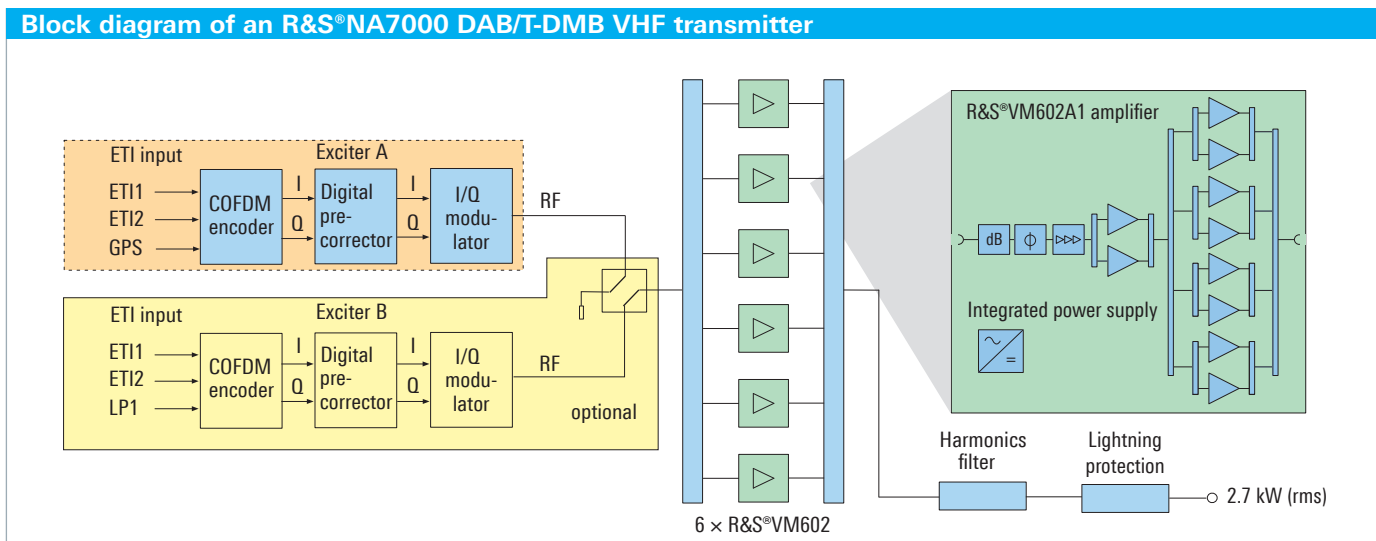 Block diagram of an R&S®NA7000 DAB/T-DMB VHF transmitter
ETI input
Exciter A
ETI1
ETI2
GPS
COFDM
encoder
I
Q
Digital
pre-
corrector
I
Q
I/Q
modu-
lator
RF
ETI input
Exciter B
ETI1
ETI2
LP1
COFDM
encoder
I
Q
Digital
pre-
corrector
I
Q
I/Q
modu-
lator
RF
optional
6 × R&S®VM602
R&S®VM602A1 amplifier
dB
ϕ
Integrated power supply
~
=
Harmonics
filter
Lightning
protection
2.7 kW (rms)